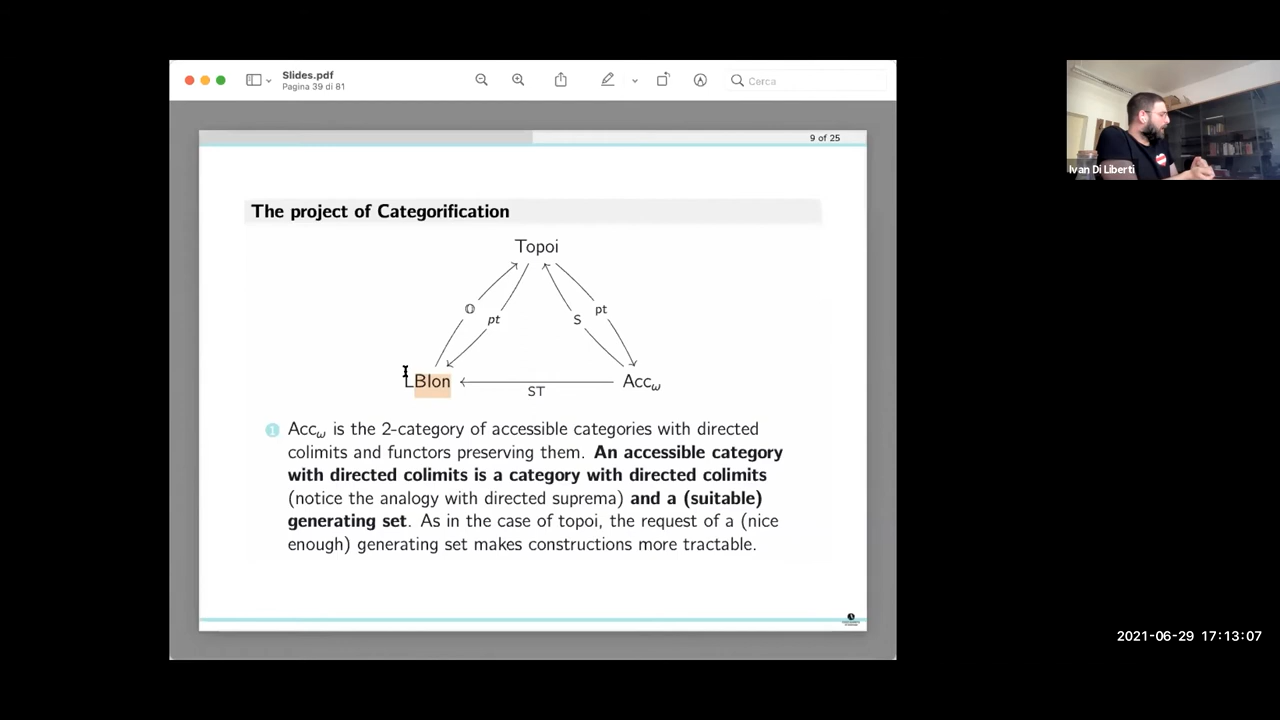 Slides.pdf
Pagina 39 di 81
Cerca
9 of 25
The project of Categorification
Topoi
𝕆
pt
S
pt
LBIon
ST
Accω
1 Accω is the 2-category of accessible categories with directed
colimits and functors preserving them. An accessible category
with directed colimits is a category with directed colimits
(notice the analogy with directed suprema) and a (suitable)
generating set. As in the case of topoi, the request of a (nice
enough) generating set makes constructions more tractable.
Ivan Di Liberti
2021-06-29 17:13:07